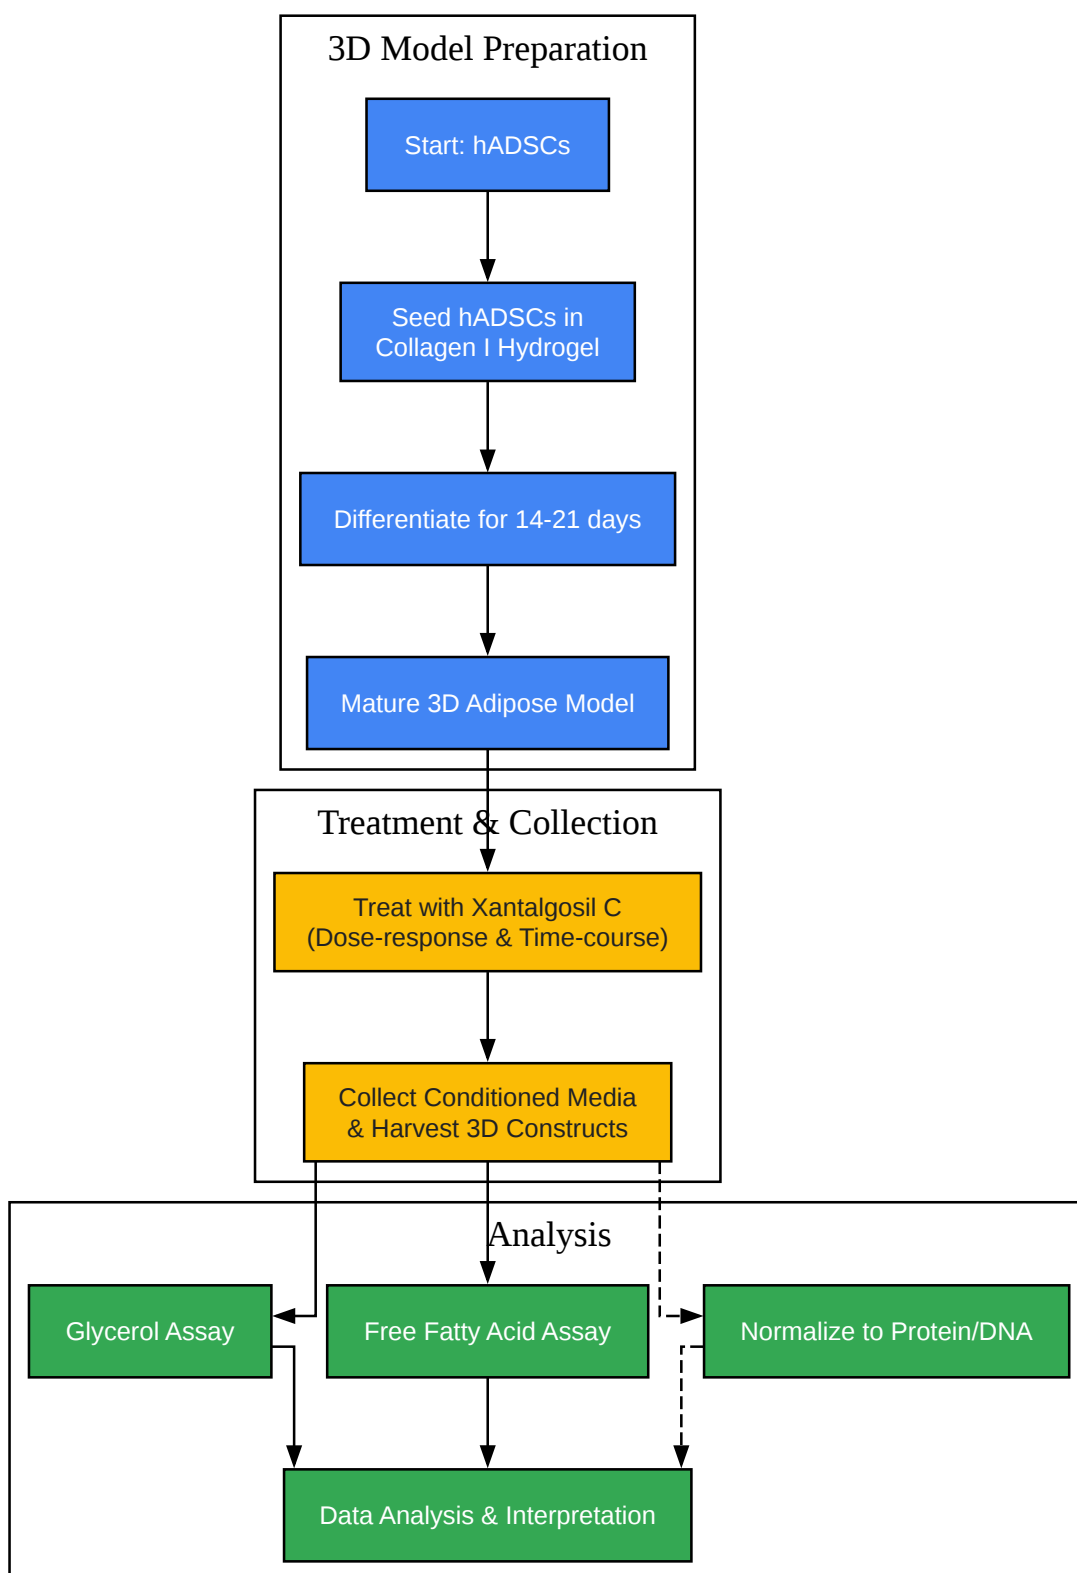 3D Model Preparation
Start: hADSCs
Seed hADSCs in
Collagen I Hydrogel
Differentiate for 14-21 days
Mature 3D Adipose Model
Treatment & Collection
Treat with Xantalgosil C
(Dose-response & Time-course)
Collect Conditioned Media
& Harvest 3D Constructs
Analysis
Glycerol Assay
Free Fatty Acid Assay
Normalize to Protein/DNA
Data Analysis & Interpretation